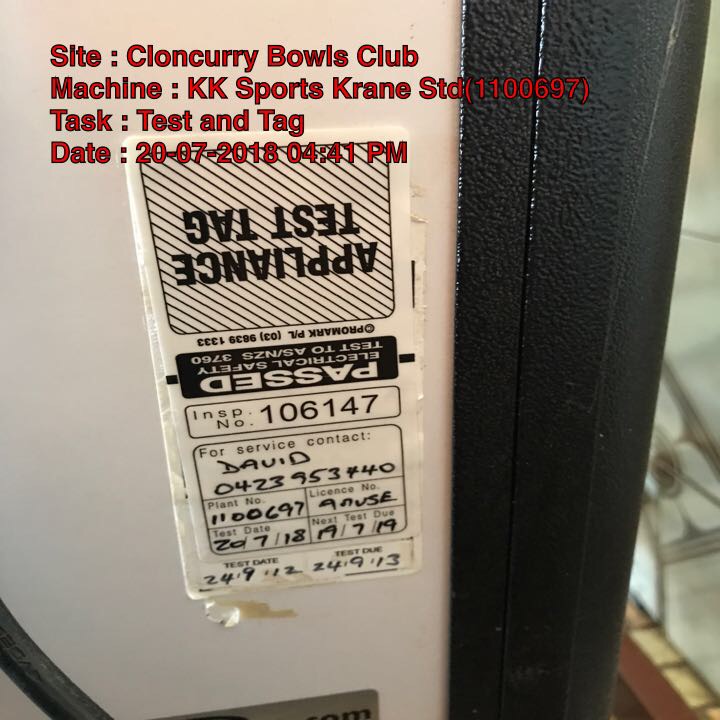 Site : Cloncurry Bowls Club
Machine : KK Sports Krane Std(1100697)
Task : Test and Tag
Date : 20-07-2018 04:41 PM
APPLIANCE
TEST TAG
©PROMARK P/L (03) 9839 1333
PASSED
ELECTRICAL SAFETY
TEST TO AS/NZS 3760
Insp. No. 106147
For service contact:
DAVID
0423953440
Plant No. Licence No.
1100697 AMUSE
Test Date Next Test Due
20/7/18 19/7/19
TEST DATE TEST DUE
24.9.12 24.9.13
.com